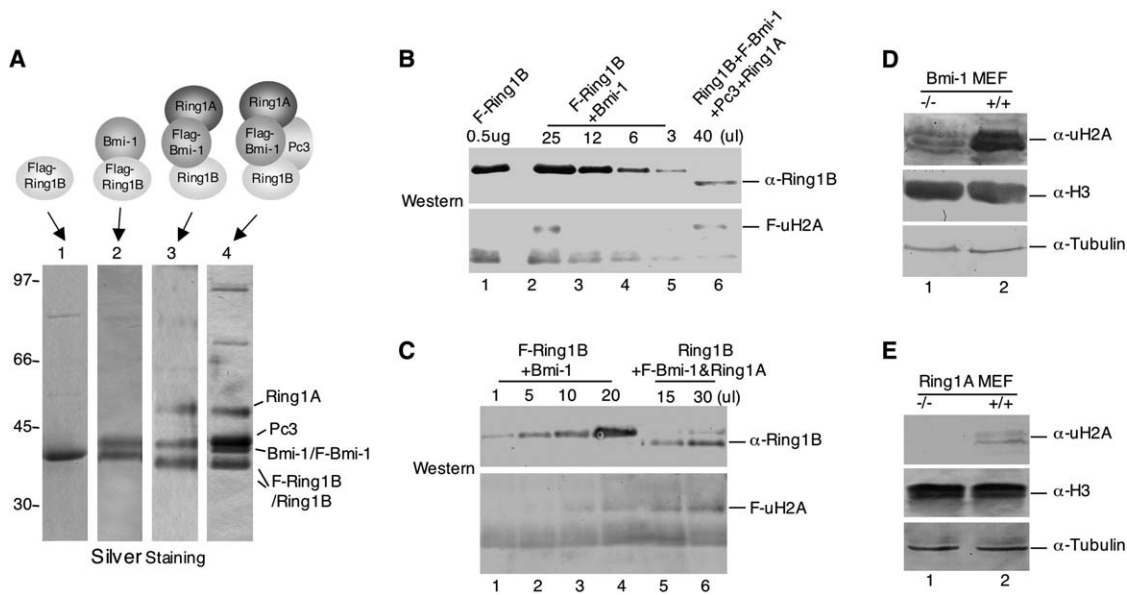 A
Ring1A
Ring1A
Bmi-1
Flag-
Bmi-1
Flag-
Bmi-1
Pc3
Flag-
Ring1B
Flag-
Ring1B
Ring1B
Ring1B
1 2 3 4
97-
66-
45-
30-
Ring1A
Pc3
Bmi-1/F-Bmi-1
F-Ring1B
/Ring1B
Silver Staining
B
F-Ring1B
F-Ring1B
+Bmi-1
Ring1B+F-Bmi-1
+Pc3+Ring1A
0.5ug 25 12 6 3 40 (ul)
α-Ring1B
Western
F-uH2A
1 2 3 4 5 6
C
F-Ring1B
+Bmi-1
Ring1B
+F-Bmi-1&Ring1A
1 5 10 20 15 30 (ul)
α-Ring1B
Western
F-uH2A
1 2 3 4 5 6
D
Bmi-1 MEF
-/- +/+
α-uH2A
α-H3
α-Tubulin
1 2
E
Ring1A MEF
-/- +/+
α-uH2A
α-H3
α-Tubulin
1 2